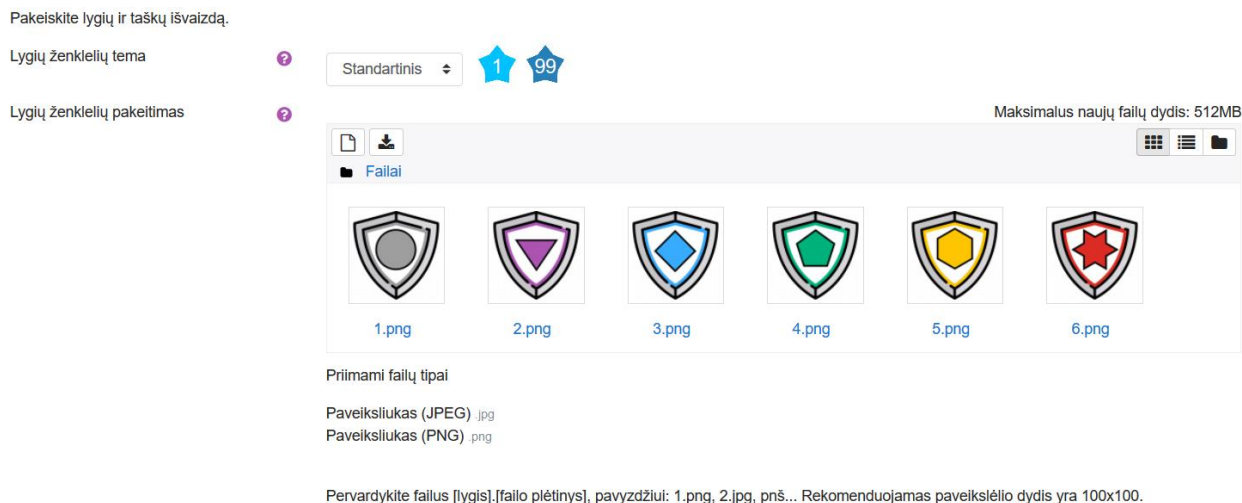 Pakeiskite lygių ir taškų išvaizdą.
Lygių ženklelių tema
Standartinis
1
99
Lygių ženklelių pakeitimas
Maksimalus naujų failų dydis: 512MB
Failai
1.png 2.png 3.png 4.png 5.png 6.png
Priimami failų tipai
Paveiksliukas (JPEG) .jpg
Paveiksliukas (PNG) .png
Pervardykite failus [lygis].[failo plėtinys], pavyzdžiui: 1.png, 2.jpg, pnš... Rekomenduojamas paveikslėlio dydis yra 100x100.